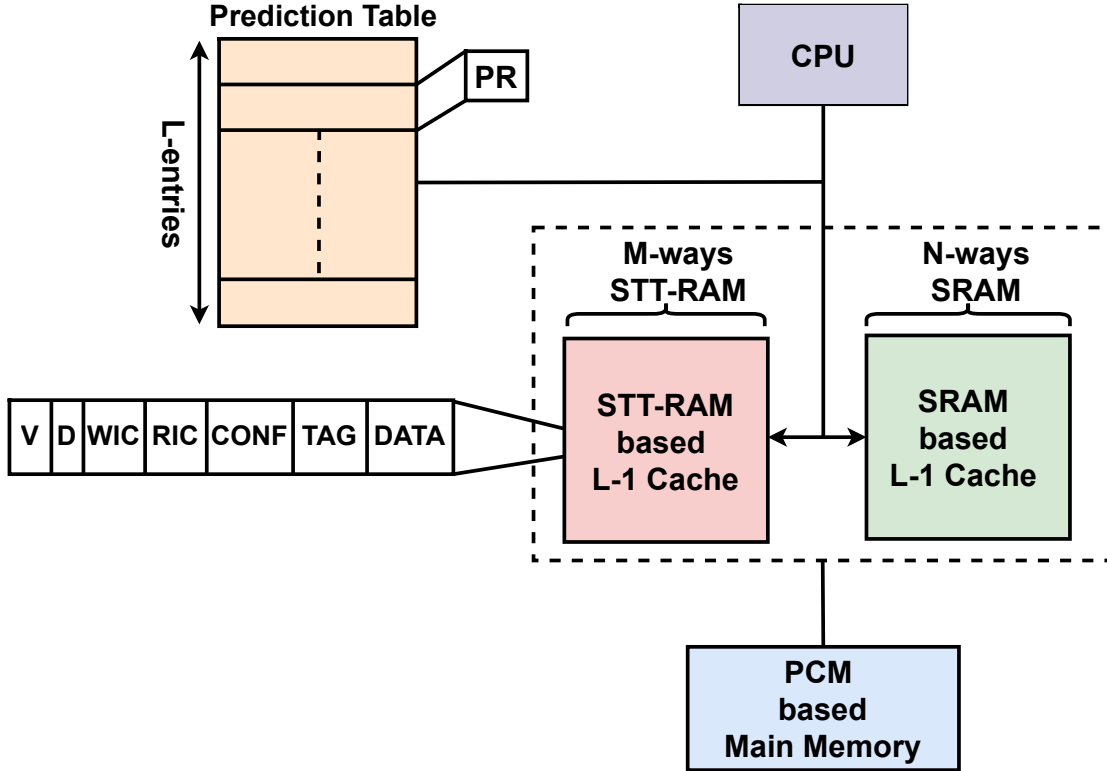 Prediction Table
PR
L-entries
CPU
M-ways
STT-RAM
N-ways
SRAM
STT-RAM
based
L-1 Cache
SRAM
based
L-1 Cache
V D WIC RIC CONF TAG DATA
PCM
based
Main Memory